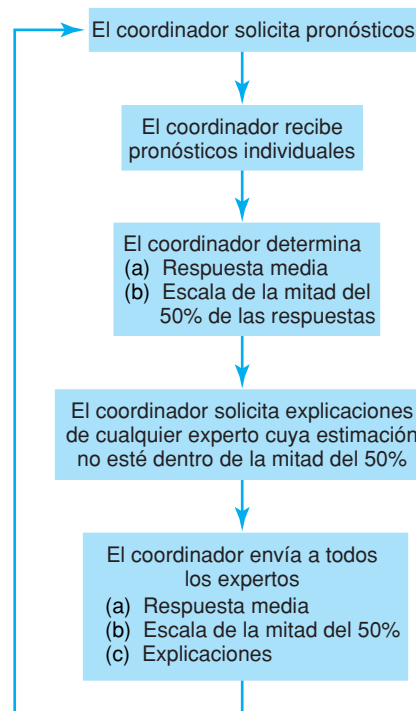 El coordinador solicita pronósticos
El coordinador recibe
pronósticos individuales
El coordinador determina
(a) Respuesta media
(b) Escala de la mitad del
50% de las respuestas
El coordinador solicita explicaciones
de cualquier experto cuya estimación
no esté dentro de la mitad del 50%
El coordinador envía a todos
los expertos
(a) Respuesta media
(b) Escala de la mitad del 50%
(c) Explicaciones